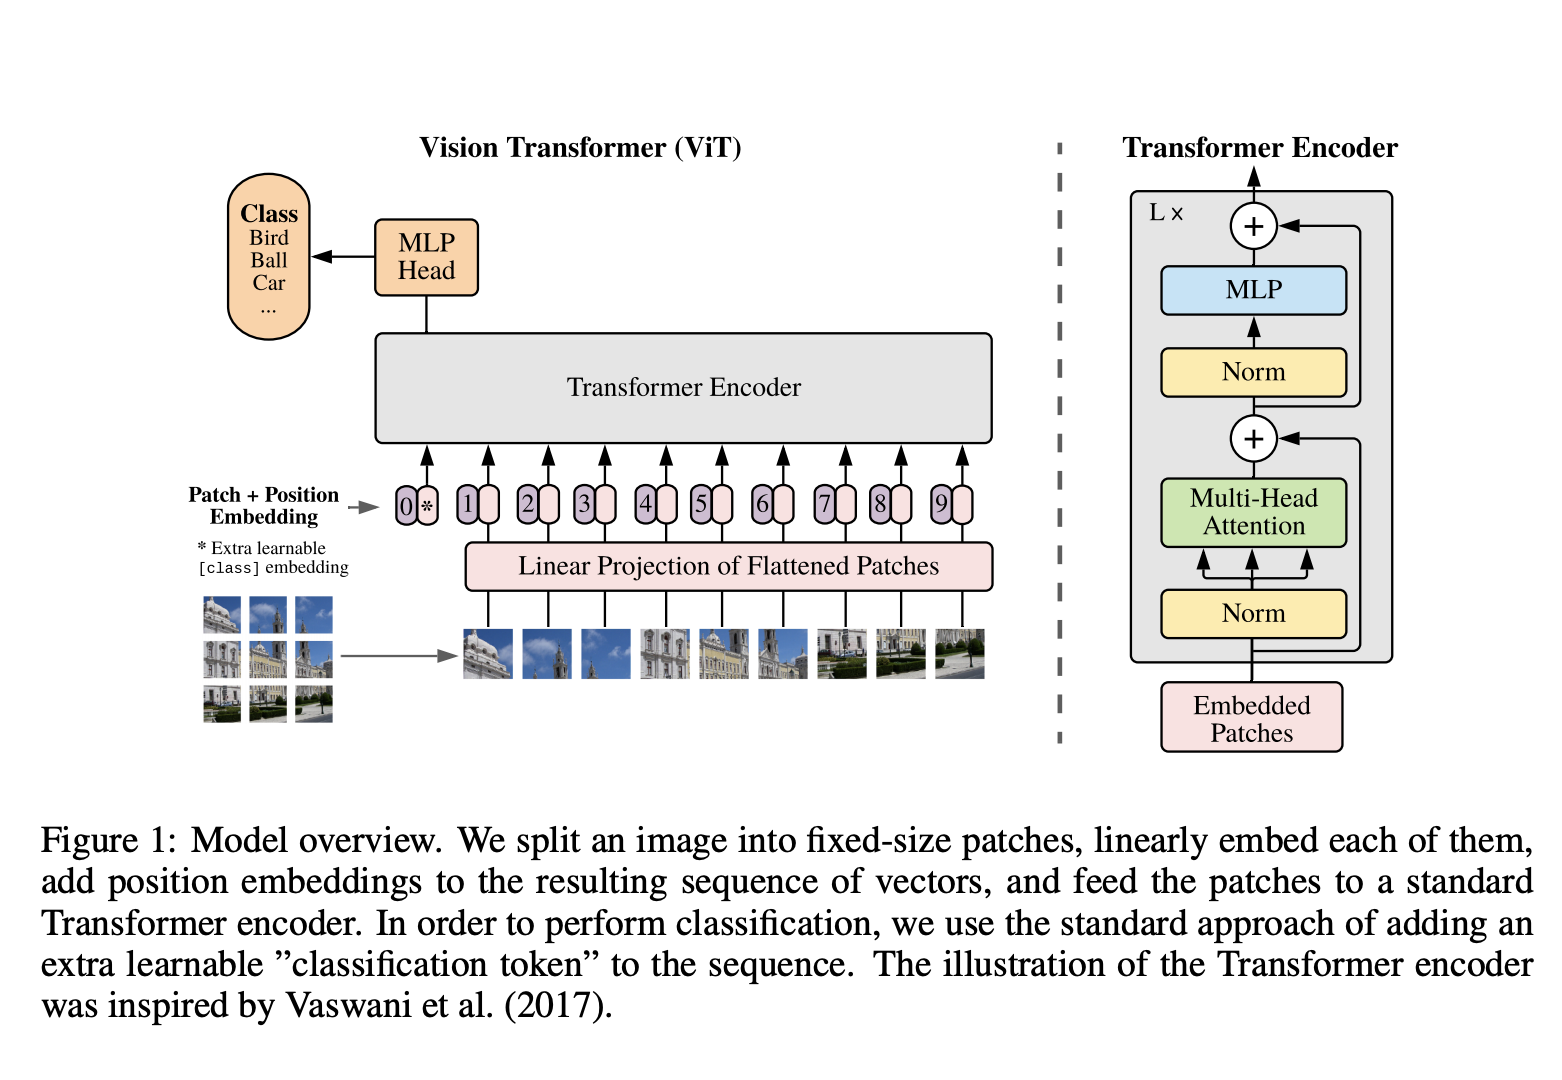 Vision Transformer (ViT)
Class
Bird
Ball
Car
...
MLP
Head
Transformer Encoder
Patch + Position
Embedding
0 * 1 2 3 4 5 6 7 8 9
* Extra learnable
[class] embedding
Linear Projection of Flattened Patches
Transformer Encoder
L x
+
MLP
Norm
+
Multi-Head
Attention
Norm
Embedded
Patches
Figure 1: Model overview. We split an image into fixed-size patches, linearly embed each of them,
add position embeddings to the resulting sequence of vectors, and feed the patches to a standard
Transformer encoder. In order to perform classification, we use the standard approach of adding an
extra learnable ”classification token” to the sequence. The illustration of the Transformer encoder
was inspired by Vaswani et al. (2017).